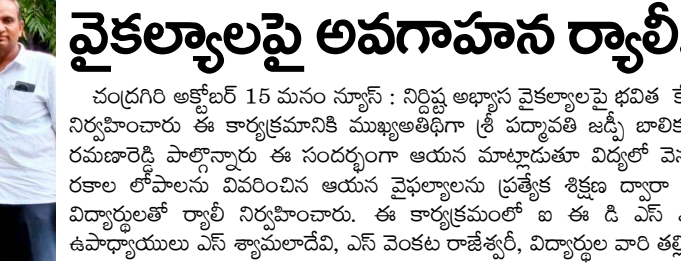 వైకల్యాలపై అవగాహన ర్యాలీ
చంద్రగిరి అక్టోబర్ 15 మనం న్యూస్ : నిర్దిష్ట అభ్యాస వైకల్యాలపై భవిత
నిర్వహించారు ఈ కార్యక్రమానికి ముఖ్యఅతిథిగా శ్రీ పద్మావతి జడ్పీ
రమణారెడ్డి పాల్గొన్నారు ఈ సందర్భంగా ఆయన మాట్లాడుతూ విద్యలో
రకాల లోపాలను వివరించిన ఆయన వైఫల్యాలను ప్రత్యేక శిక్షణ ద్వారా
విద్యార్థులతో ర్యాలీ నిర్వహించారు. ఈ కార్యక్రమంలో ఐ ఈ డి ఎస్
ఉపాధ్యాయులు ఎస్ శ్యామలాదేవి, ఎస్ వెంకట రాజేశ్వరీ, విద్యార్థుల వారి